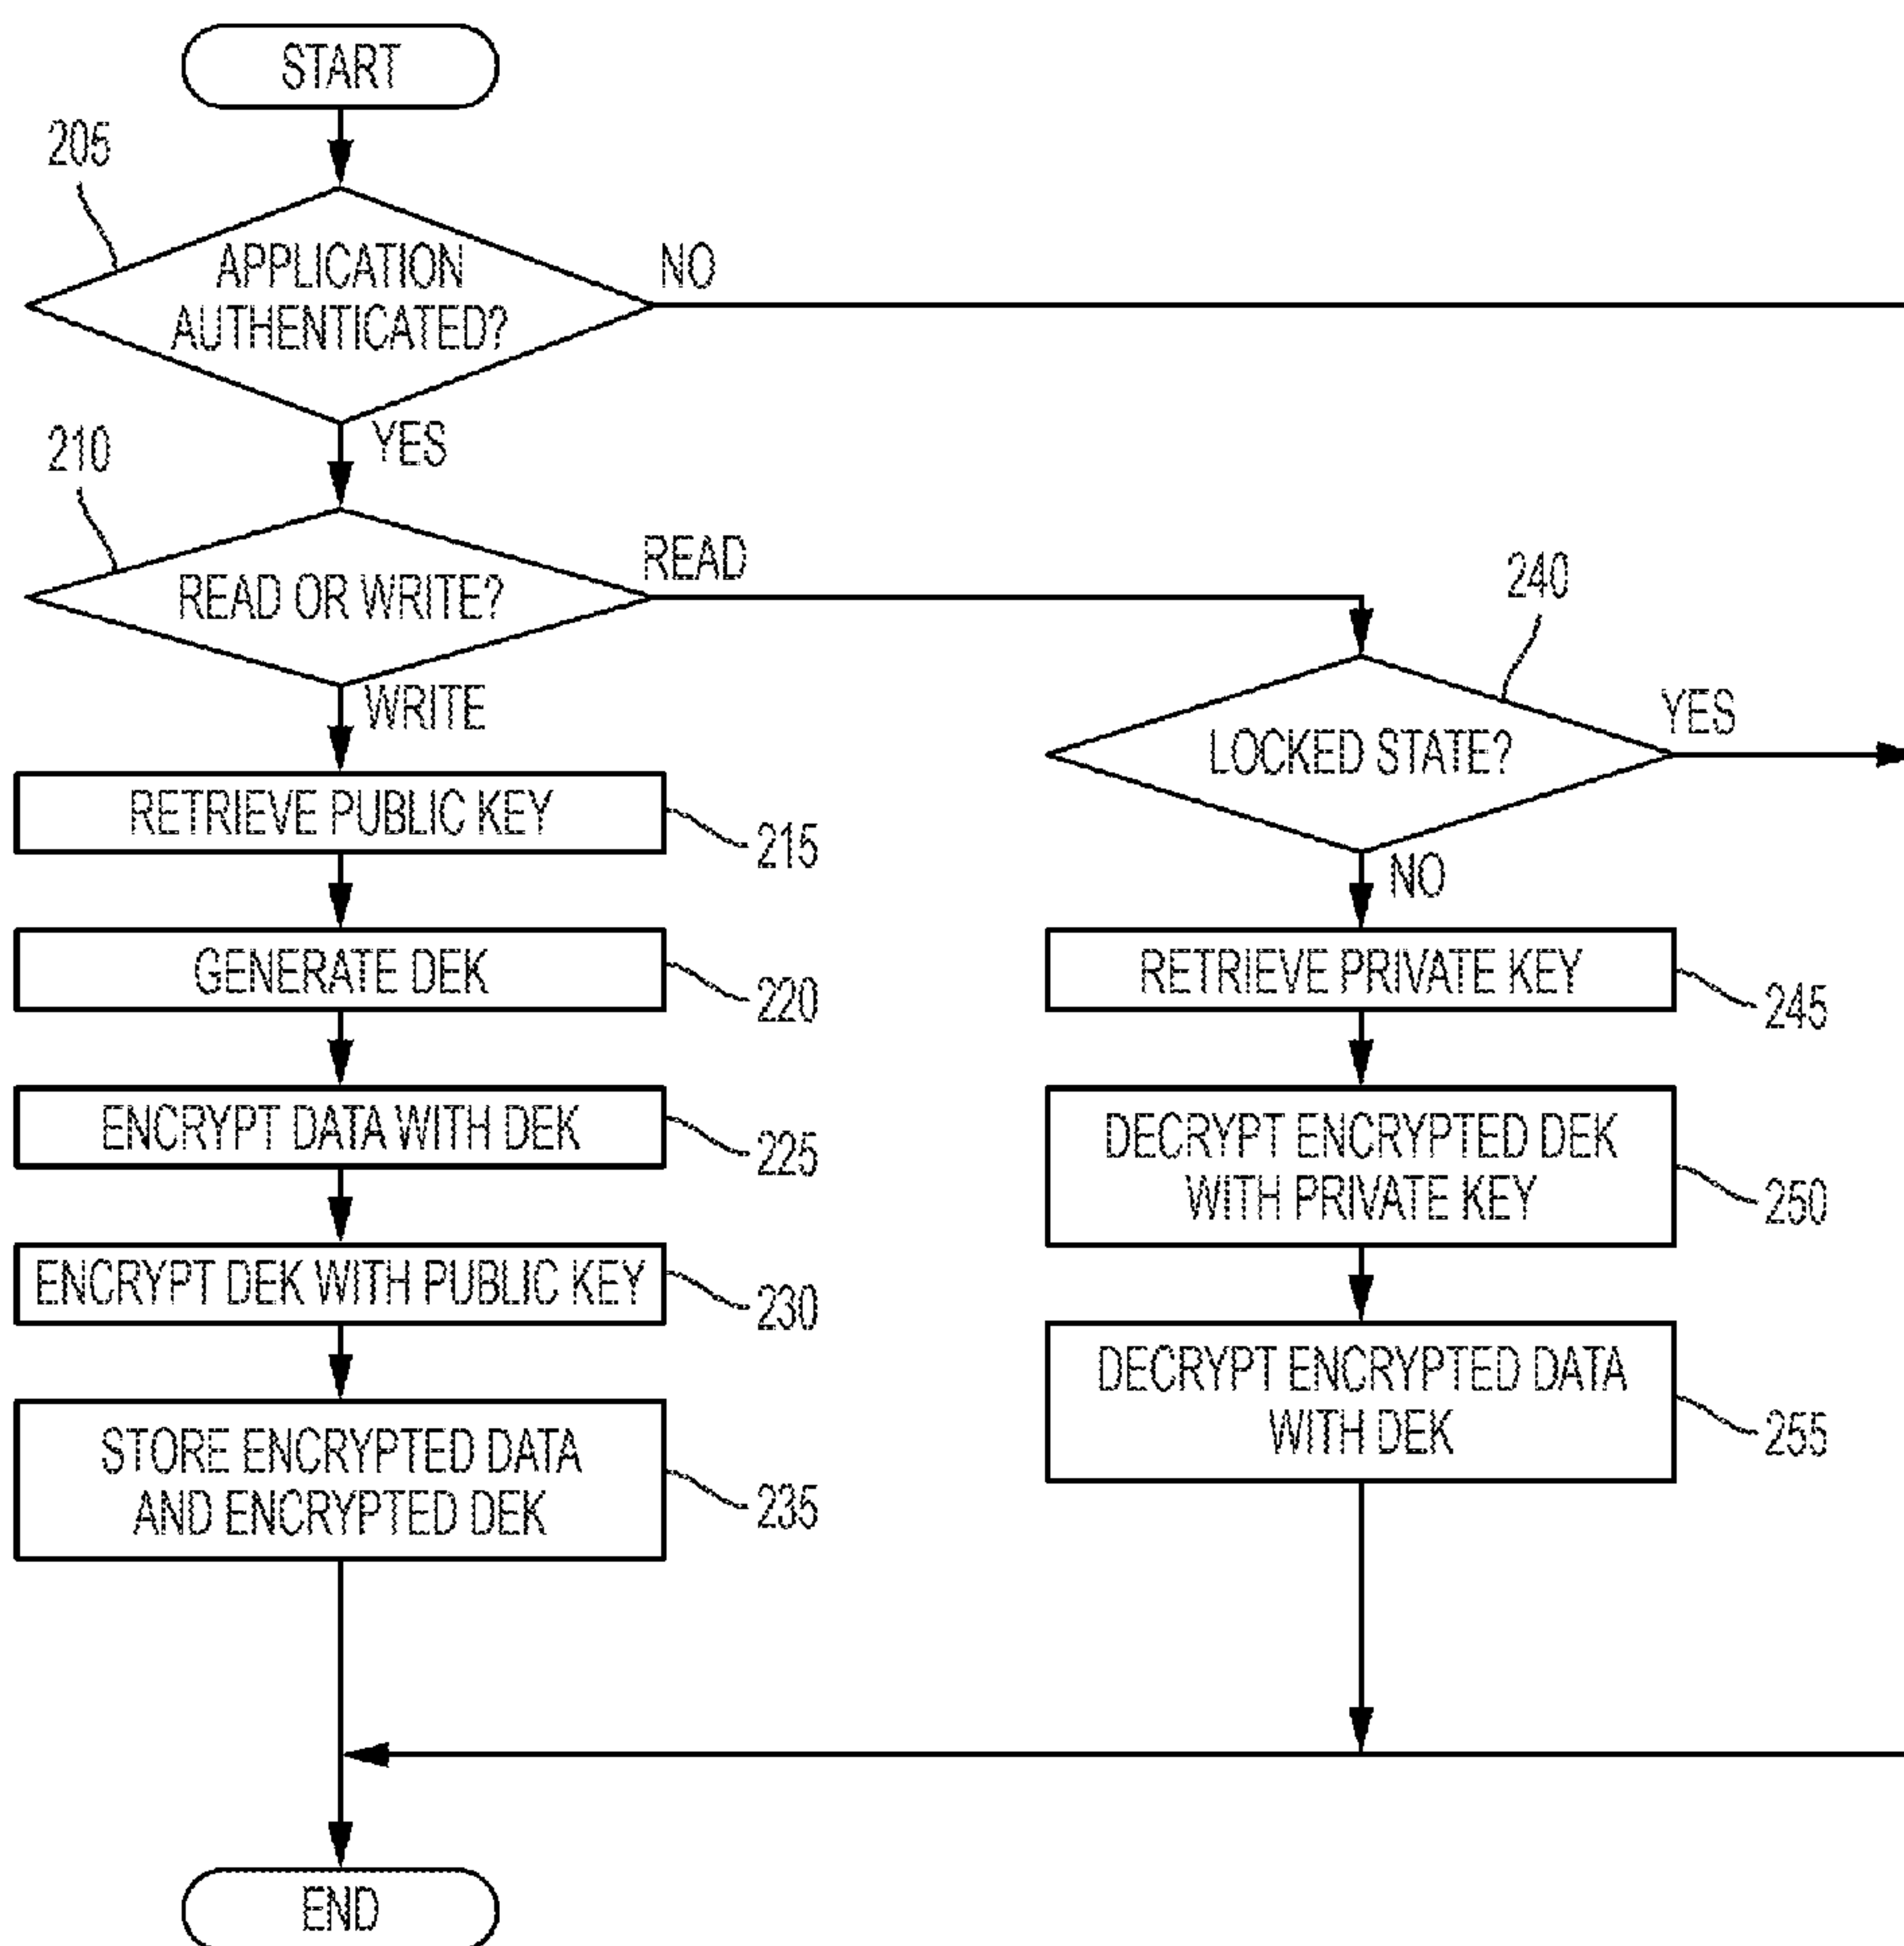 START
205
APPLICATION
AUTHENTICATED?
NO
YES
210
READ OR WRITE?
READ
WRITE
240
LOCKED STATE?
YES
NO
RETRIEVE PUBLIC KEY
215
GENERATE DEK
220
ENCRYPT DATA WITH DEK
225
ENCRYPT DEK WITH PUBLIC KEY
230
STORE ENCRYPTED DATA
AND ENCRYPTED DEK
235
RETRIEVE PRIVATE KEY
245
DECRYPT ENCRYPTED DEK
WITH PRIVATE KEY
250
DECRYPT ENCRYPTED DATA
WITH DEK
255
END